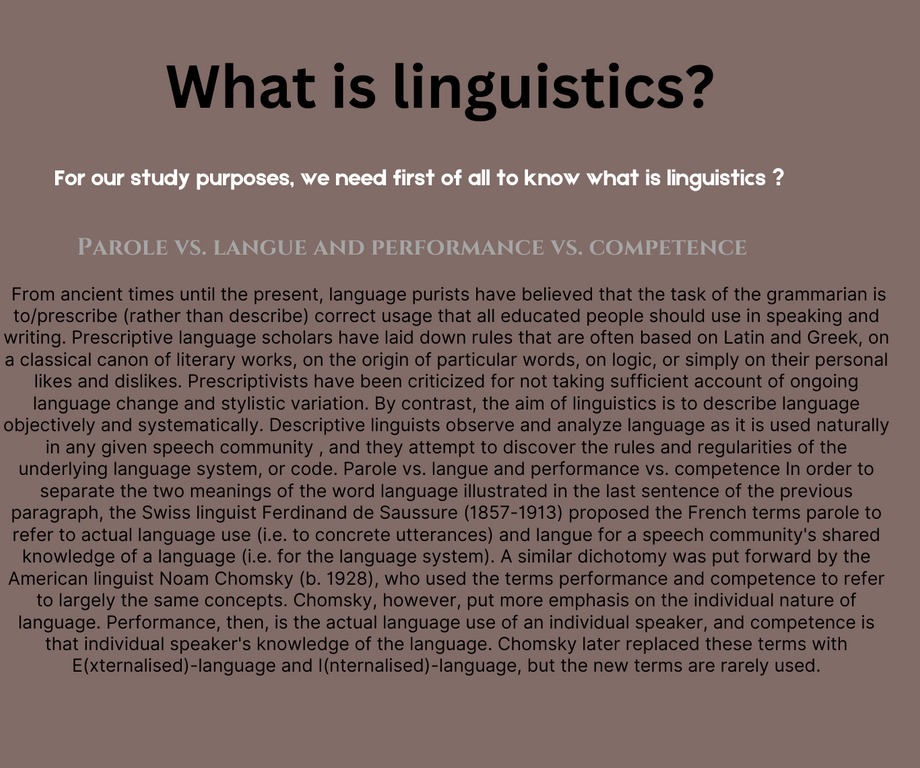 What is linguistics?
For our study purposes, we need first of all to know what is linguistics ?
Parole vs. langue and performance vs. competence
From ancient times until the present, language purists have believed that the task of the grammarian is
to/prescribe (rather than describe) correct usage that all educated people should use in speaking and
writing. Prescriptive language scholars have laid down rules that are often based on Latin and Greek, on
a classical canon of literary works, on the origin of particular words, on logic, or simply on their personal
likes and dislikes. Prescriptivists have been criticized for not taking sufficient account of ongoing
language change and stylistic variation. By contrast, the aim of linguistics is to describe language
objectively and systematically. Descriptive linguists observe and analyze language as it is used naturally
in any given speech community , and they attempt to discover the rules and regularities of the
underlying language system, or code. Parole vs. langue and performance vs. competence In order to
separate the two meanings of the word language illustrated in the last sentence of the previous
paragraph, the Swiss linguist Ferdinand de Saussure (1857-1913) proposed the French terms parole to
refer to actual language use (i.e. to concrete utterances) and langue for a speech community's shared
knowledge of a language (i.e. for the language system). A similar dichotomy was put forward by the
American linguist Noam Chomsky (b. 1928), who used the terms performance and competence to refer
to largely the same concepts. Chomsky, however, put more emphasis on the individual nature of
language. Performance, then, is the actual language use of an individual speaker, and competence is
that individual speaker's knowledge of the language. Chomsky later replaced these terms with
E(xternalised)-language and I(nternalised)-language, but the new terms are rarely used.